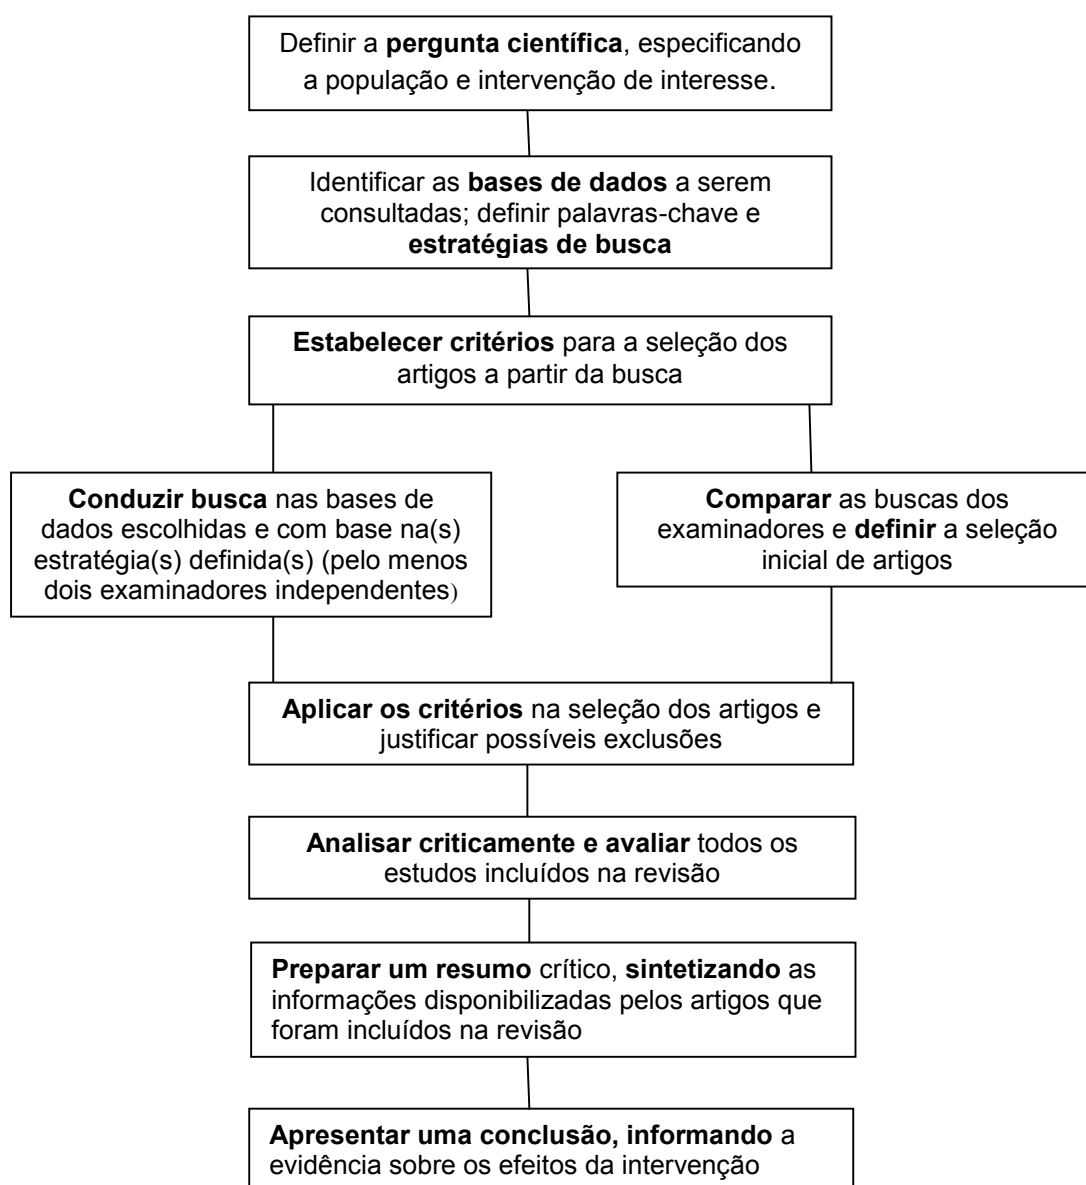 Definir a pergunta científica, especificando
a população e intervenção de interesse.
Identificar as bases de dados a serem
consultadas; definir palavras-chave e
estratégias de busca
Estabelecer critérios para a seleção dos
artigos a partir da busca
Conduzir busca nas bases de
dados escolhidas e com base na(s)
estratégia(s) definida(s) (pelo menos
dois examinadores independentes)
Comparar as buscas dos
examinadores e definir a seleção
inicial de artigos
Aplicar os critérios na seleção dos artigos e
justificar possíveis exclusões
Analisar criticamente e avaliar todos os
estudos incluídos na revisão
Preparar um resumo crítico, sintetizando as
informações disponibilizadas pelos artigos que
foram incluídos na revisão
Apresentar uma conclusão, informando a
evidência sobre os efeitos da intervenção